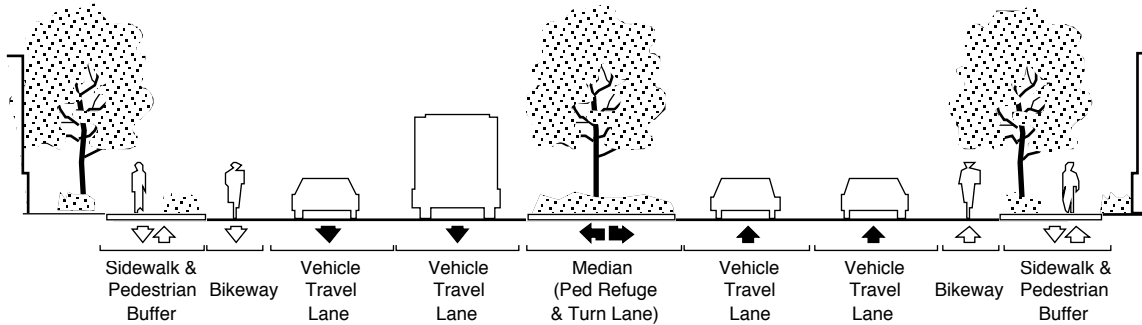 Sidewalk &
Pedestrian
Buffer
Bikeway
Vehicle
Travel
Lane
Vehicle
Travel
Lane
Median
(Ped Refuge
& Turn Lane)
Vehicle
Travel
Lane
Vehicle
Travel
Lane
Bikeway
Sidewalk &
Pedestrian
Buffer